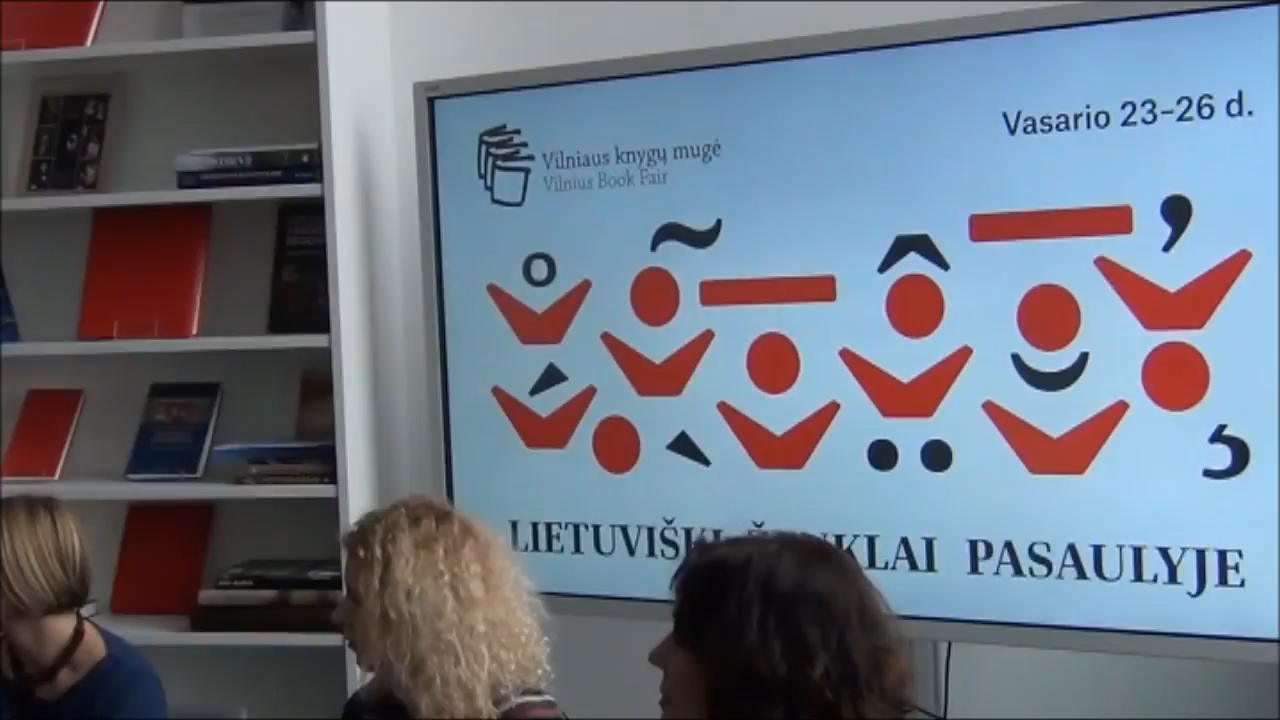 Vasario 23–26 d.
Vilniaus knygų mugė
Vilnius Book Fair
LIETUVIŠKI KLAI PASAULYJE